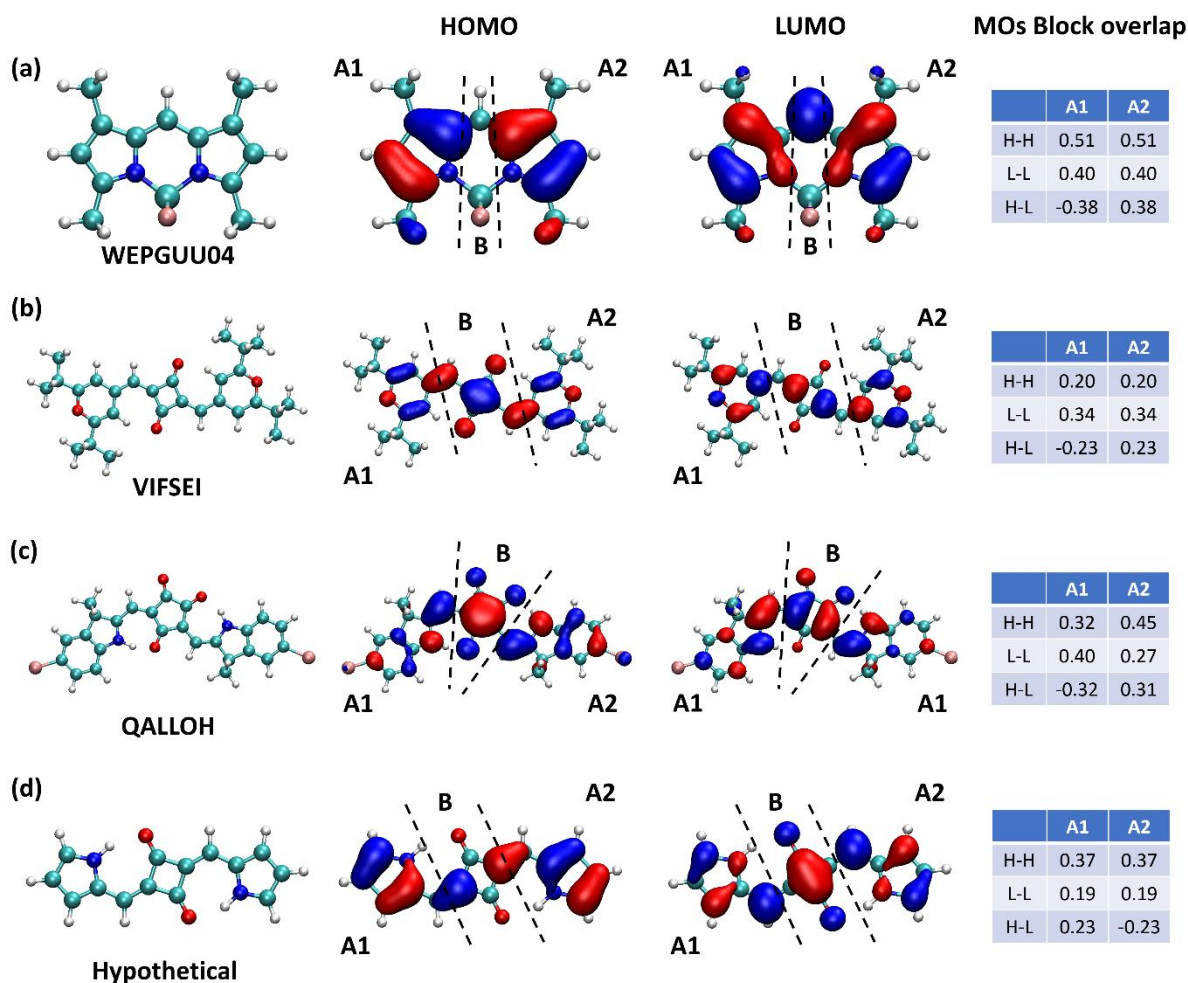 HOMO LUMO MOs Block overlap
(a)
A1 A2 A1 A2
B B
WEPGUU04
A1 A2
H-H 0.51 0.51
L-L 0.40 0.40
H-L -0.38 0.38
(b)
B A2 B A2
A1 A1
VIFSEI
A1 A2
H-H 0.20 0.20
L-L 0.34 0.34
H-L -0.23 0.23
(c)
B B
A1 A2 A1 A1
QALLOH
A1 A2
H-H 0.32 0.45
L-L 0.40 0.27
H-L -0.32 0.31
(d)
B A2 B A2
A1 A1
Hypothetical
A1 A2
H-H 0.37 0.37
L-L 0.19 0.19
H-L 0.23 -0.23